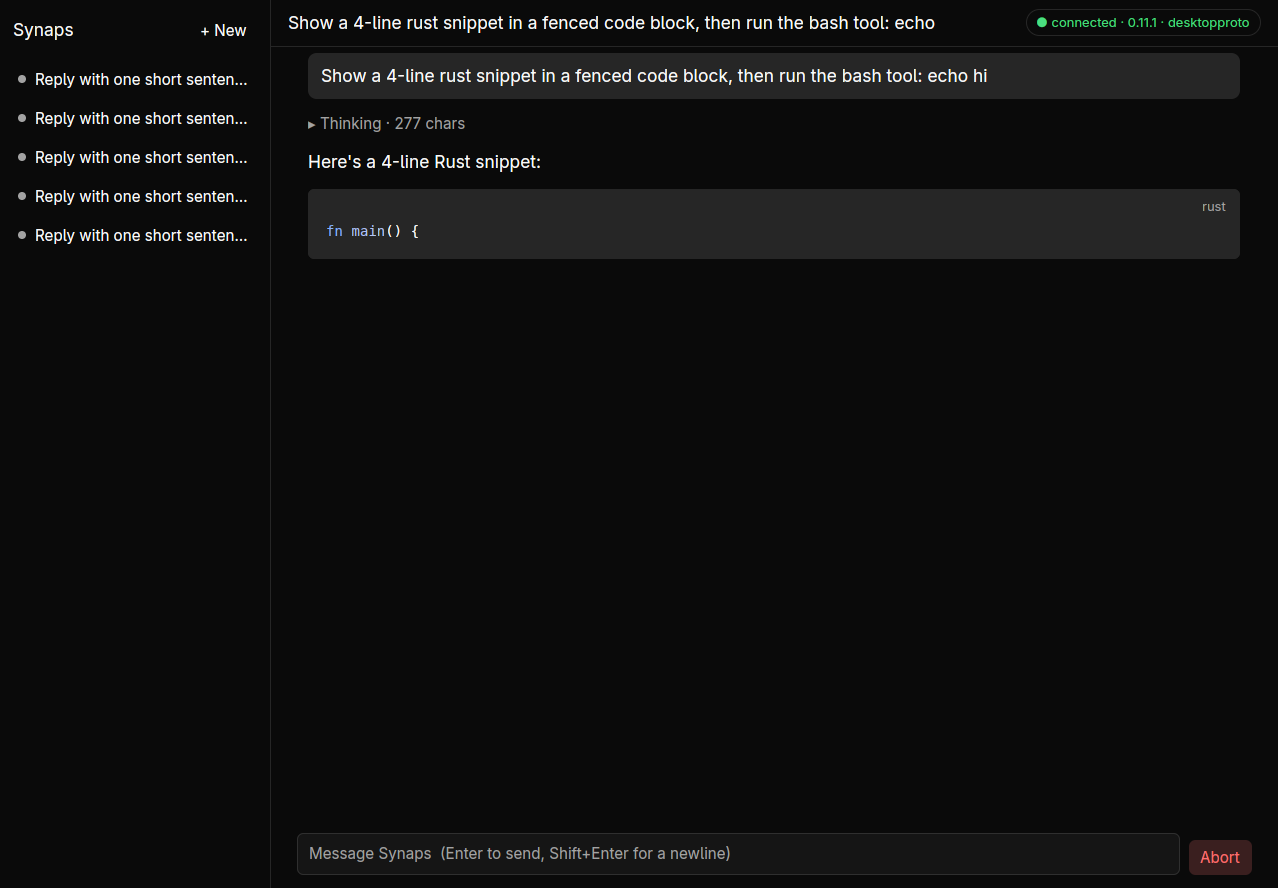 Synaps
+ New
Reply with one short senten...
Reply with one short senten...
Reply with one short senten...
Reply with one short senten...
Reply with one short senten...
Show a 4-line rust snippet in a fenced code block, then run the bash tool: echo
connected · 0.11.1 · desktopproto
Show a 4-line rust snippet in a fenced code block, then run the bash tool: echo hi
▸ Thinking · 277 chars
Here's a 4-line Rust snippet:
rust
fn main() {
Message Synaps (Enter to send, Shift+Enter for a newline)
Abort